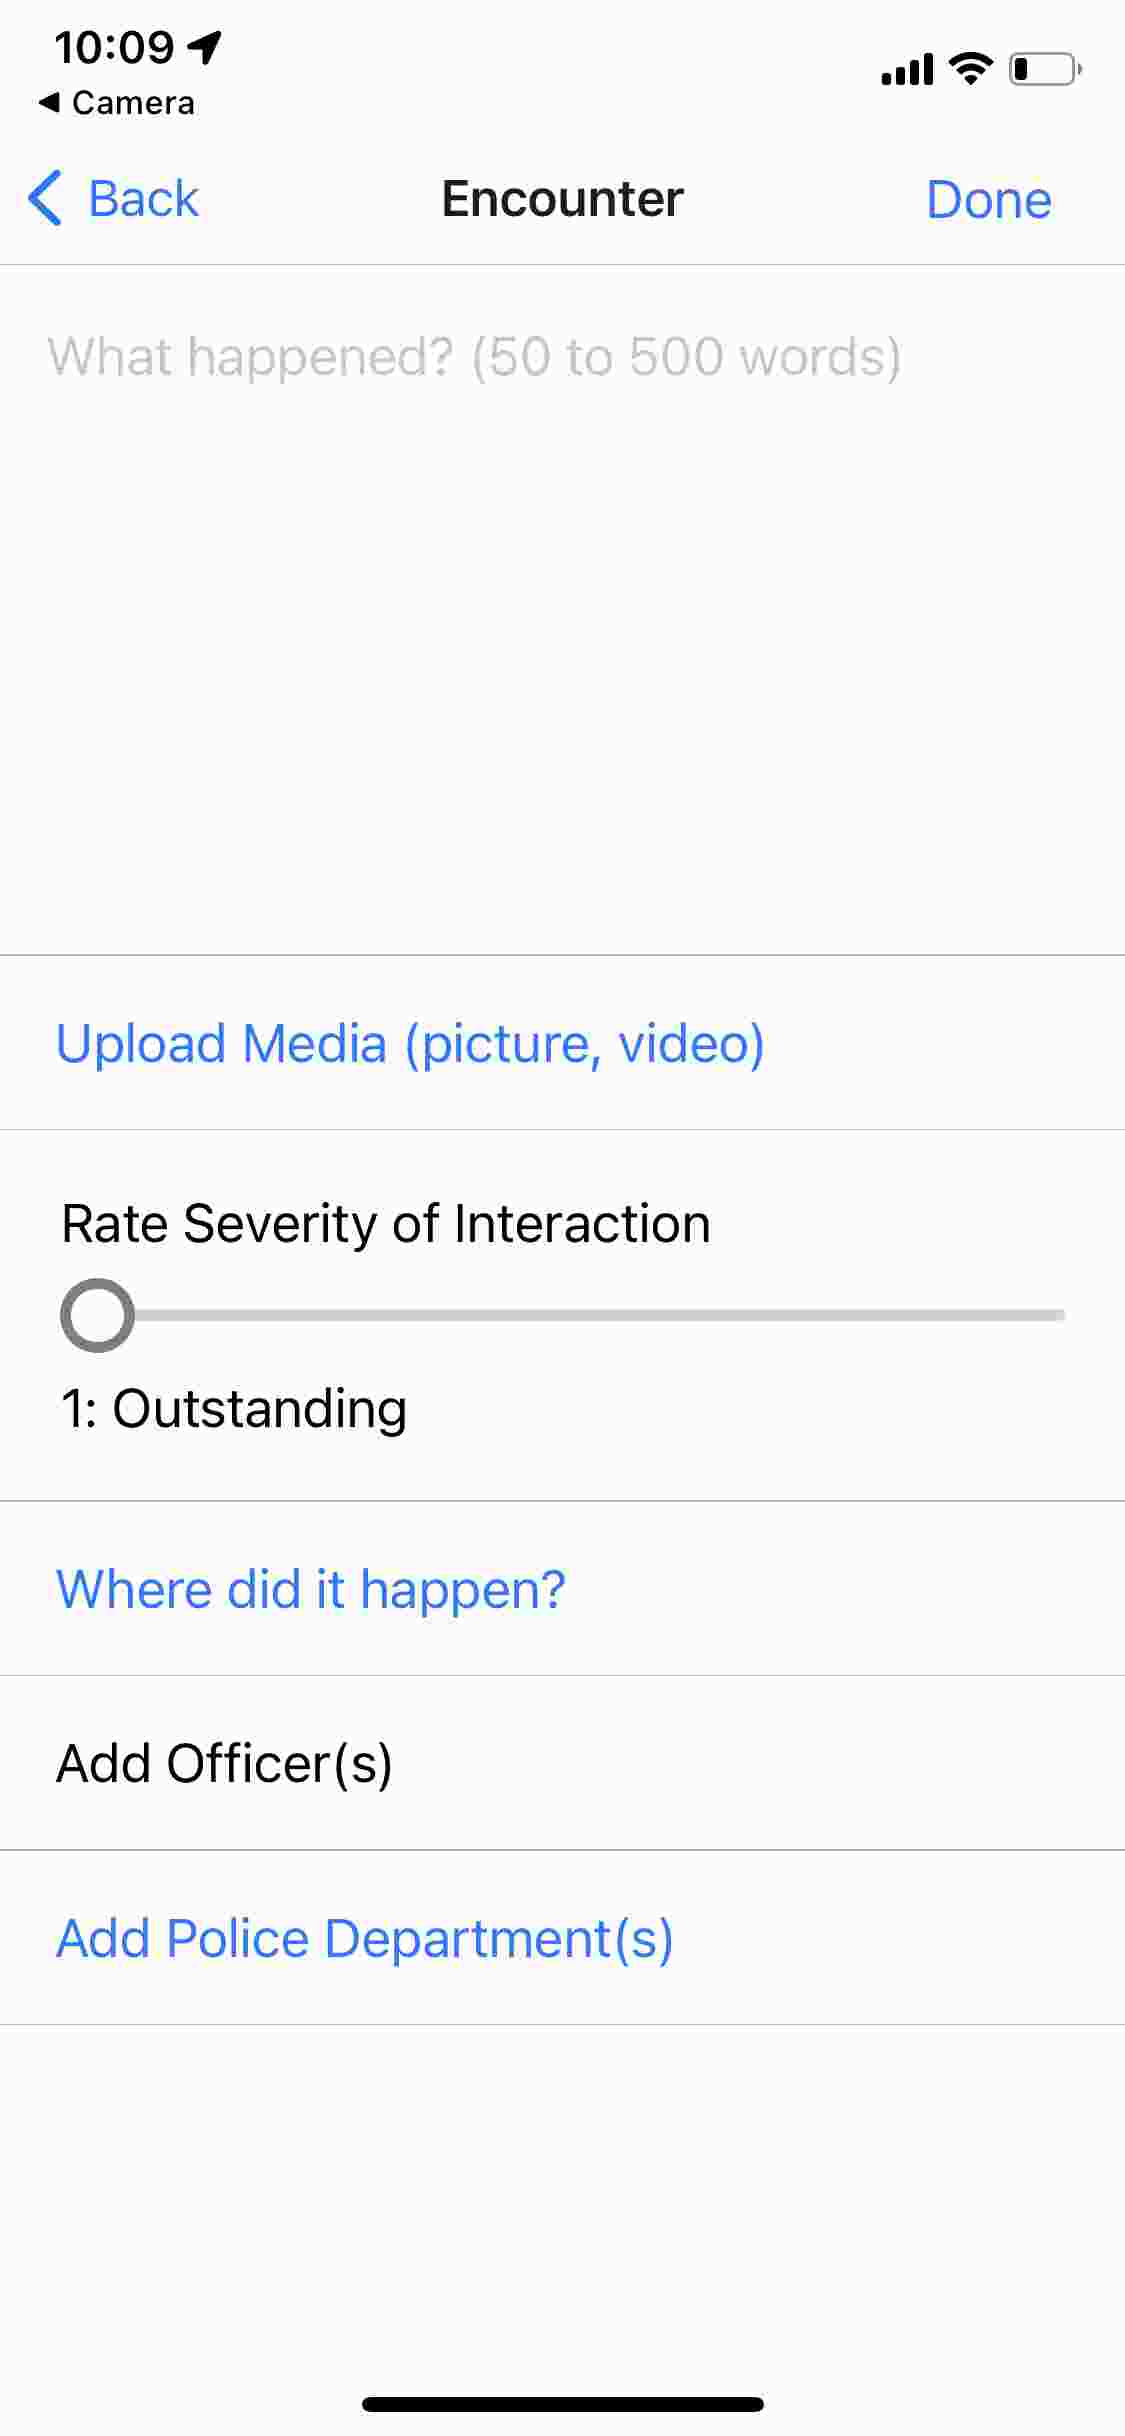 10:09
◀ Camera
Back
Encounter
Done
What happened? (50 to 500 words)
Upload Media (picture, video)
Rate Severity of Interaction
1: Outstanding
Where did it happen?
Add Officer(s)
Add Police Department(s)